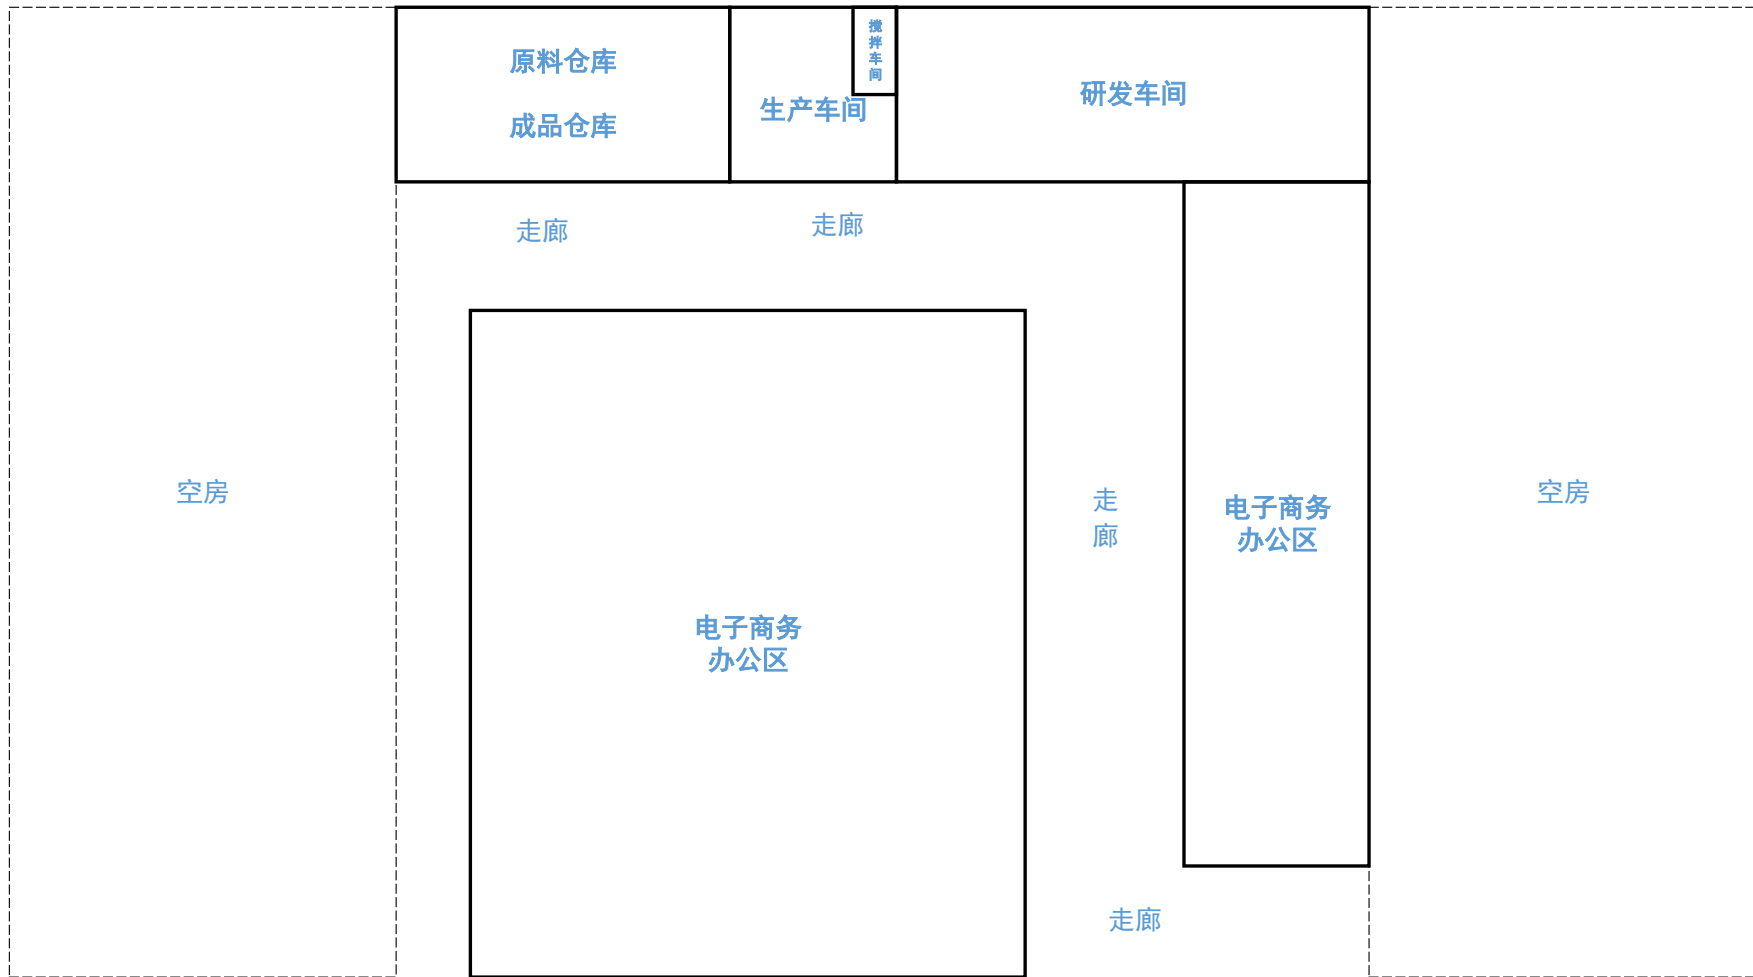 原料仓库
成品仓库
生产车间
搅
拌
车
间
研发车间
走廊
走廊
空房
走
廊
电子商务
办公区
空房
电子商务
办公区
走廊